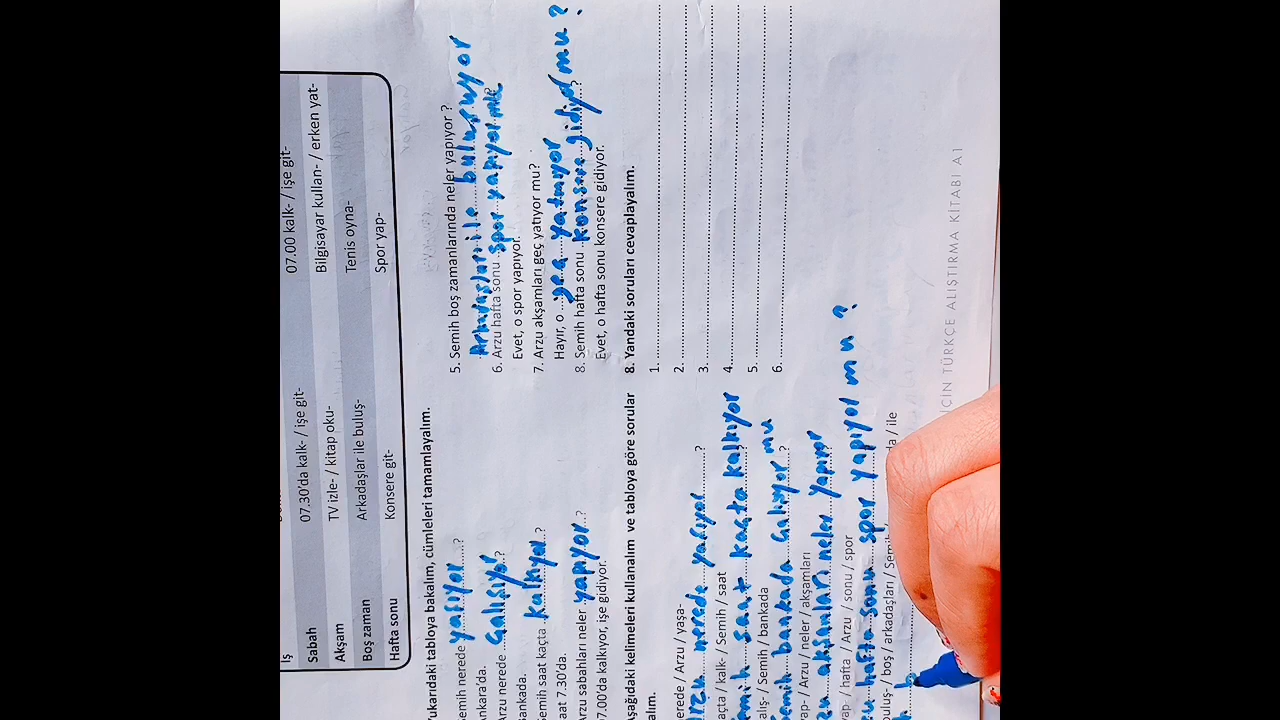 İş
Sabah 07.30'da kalk- / işe git- 07.00 kalk- / işe git-
Akşam TV izle- / kitap oku- Bilgisayar kullan- / erken yat-
Boş zaman Arkadaşlar ile buluş- Tenis oyna-
Hafta sonu Konsere git- Spor yap-
Yukarıdaki tabloya bakalım, cümleleri tamamlayalım.
Semih nerede yaşıyor ?
Ankara'da.
Arzu nerede çalışıyor ?
Bankada.
Semih saat kaçta kalkıyor ?
Saat 7.30'da.
Arzu sabahları neler yapıyor ?
07.00'da kalkıyor, işe gidiyor.
5. Semih boş zamanlarında neler yapıyor ?
Arkadaşları ile buluşuyor
6. Arzu hafta sonu spor yapıyor mu?
Evet, o spor yapıyor.
7. Arzu akşamları geç yatıyor mu?
Hayır, o geç yatmıyor
8. Semih hafta sonu konsere gidiyor mu ?
Evet, o hafta sonu konsere gidiyor.
Aşağıdaki kelimeleri kullanalım ve tabloya göre sorular
alım.
nerede / Arzu / yaşa-
Arzu nerede yaşıyor ?
kaçta / kalk- / Semih / saat
Semih saat kaçta kalkıyor ?
çalış- / Semih / bankada
Semih bankada çalışıyor mu ?
yap- / Arzu / neler / akşamları
Arzu akşamları neler yapıyor
yap- / hafta / Arzu / sonu / spor
Arzu hafta sonu spor yapıyor mu ?
buluş- / boş / arkadaşları / Semih da / ile
8. Yandaki soruları cevaplayalım.
1.
2.
3.
4.
5.
6.
İÇİN TÜRKÇE ALIŞTIRMA KİTABI A1